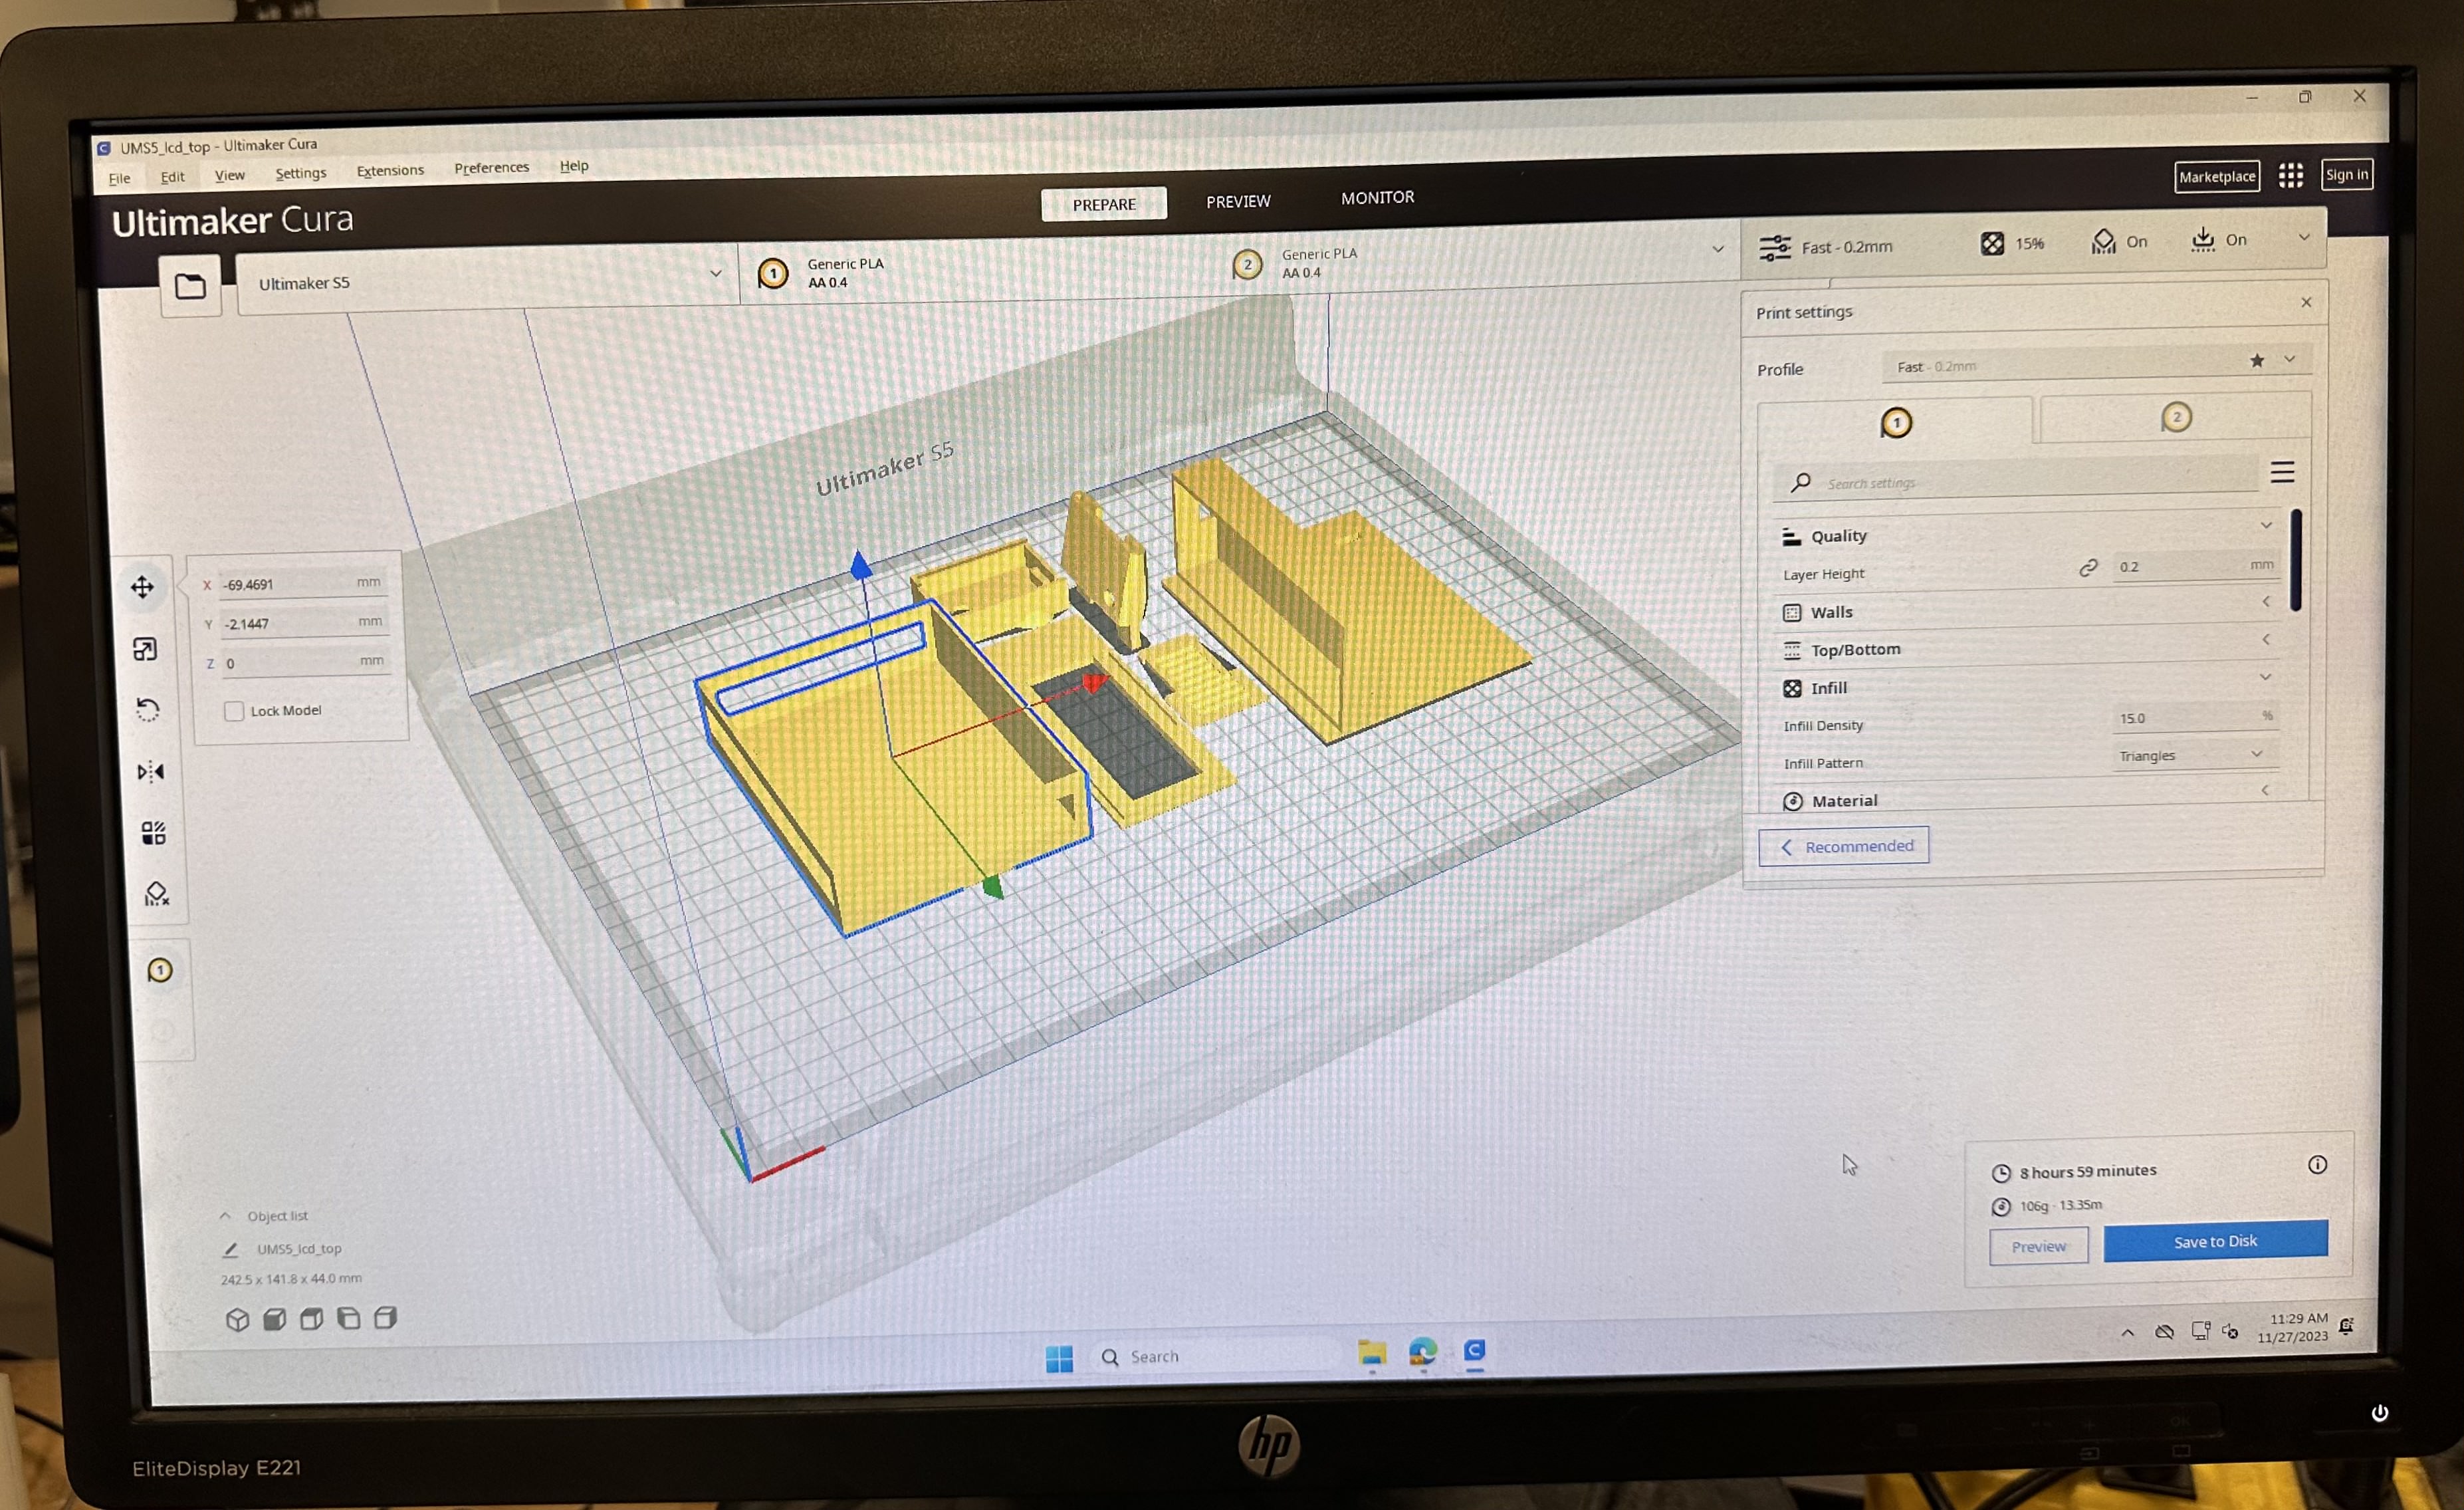 UMS5_lcd_top - Ultimaker Cura
File Edit View Settings Extensions Preferences Help
Ultimaker Cura
PREPARE PREVIEW MONITOR
Marketplace Sign in
Ultimaker S5
1 Generic PLA
AA 0.4
2 Generic PLA
AA 0.4
Fast - 0.2mm 15% On On
Print settings
Profile Fast - 0.2mm
1 2
Search settings
Quality
Layer Height 0.2 mm
Walls
Top/Bottom
Infill
Infill Density 15.0 %
Infill Pattern Triangles
Material
Recommended
Ultimaker S5
X -69.4691 mm
Y -2.1447 mm
Z 0 mm
Lock Model
1
Object list
UMS5_lcd_top
242.5 x 141.8 x 44.0 mm
8 hours 59 minutes
106g · 13.35m
Preview Save to Disk
Search
11:29 AM
11/27/2023
hp
EliteDisplay E221